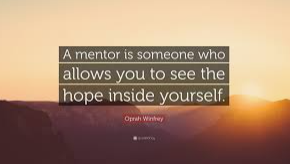 A mentor is someone who
allows you to see the
hope inside yourself.
Oprah Winfrey